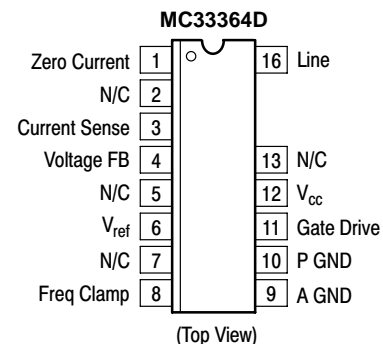 MC33364D
Zero Current 1 16 Line
N/C 2
Current Sense 3
Voltage FB 4 13 N/C
N/C 5 12 Vcc
Vref 6 11 Gate Drive
N/C 7 10 P GND
Freq Clamp 8 9 A GND
(Top View)